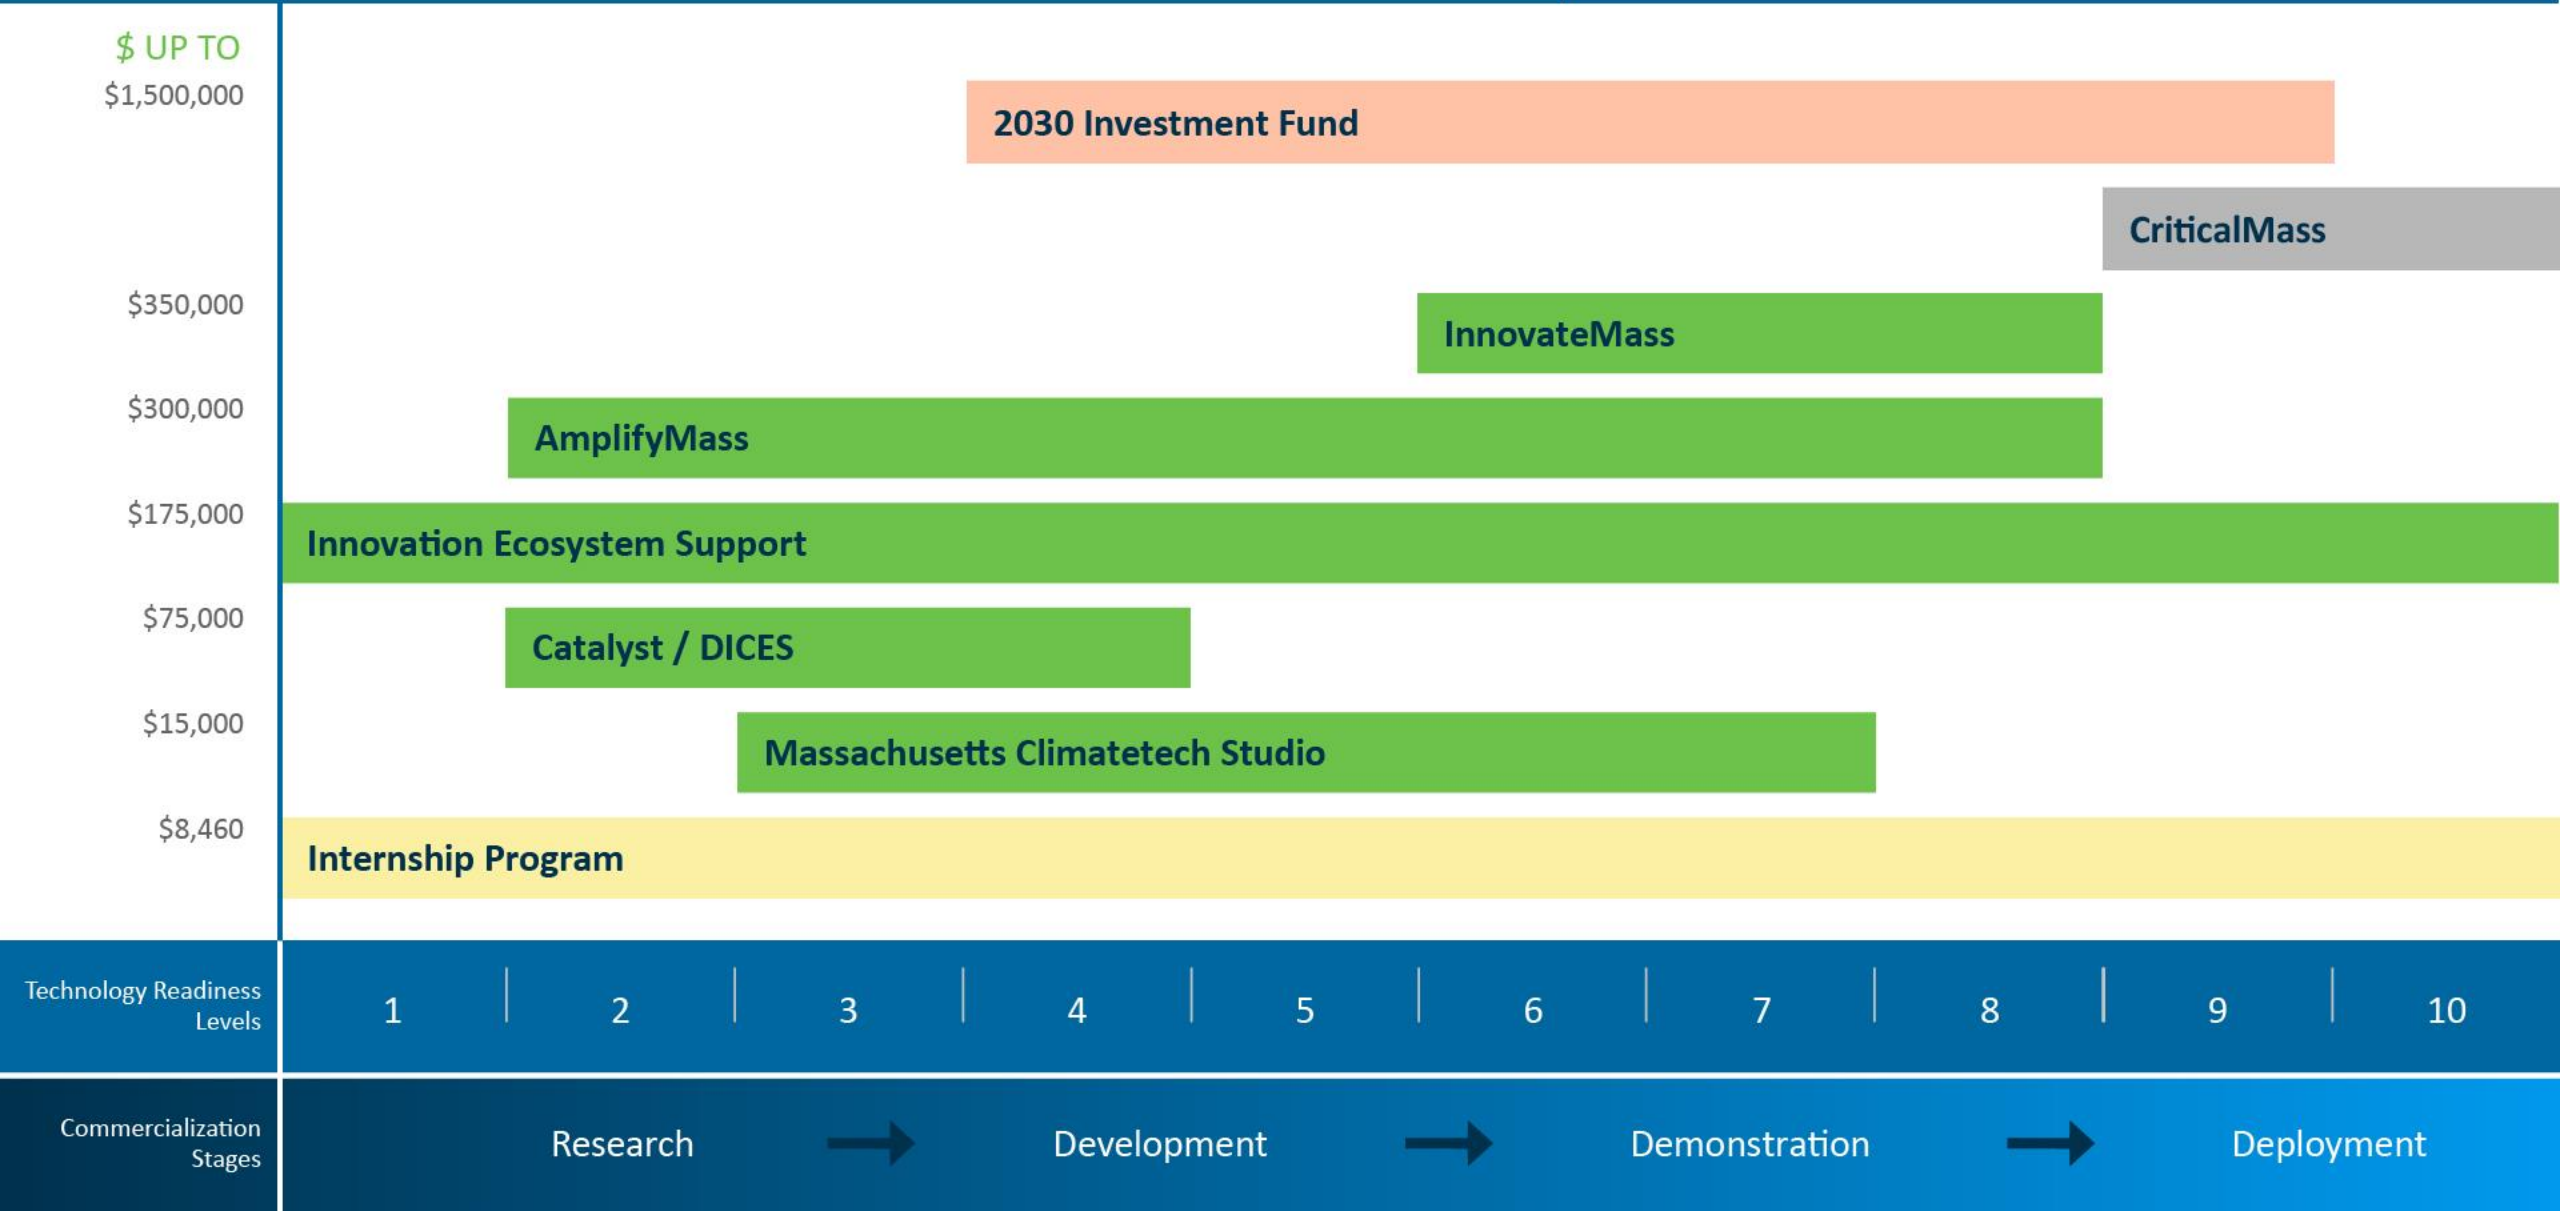 $ UP TO
$1,500,000
2030 Investment Fund
CriticalMass
$350,000
InnovateMass
$300,000
AmplifyMass
$175,000
Innovation Ecosystem Support
$75,000
Catalyst / DICES
$15,000
Massachusetts Climatetech Studio
$8,460
Internship Program
Technology Readiness
Levels
1 2 3 4 5 6 7 8 9 10
Commercialization
Stages
Research Development Demonstration Deployment